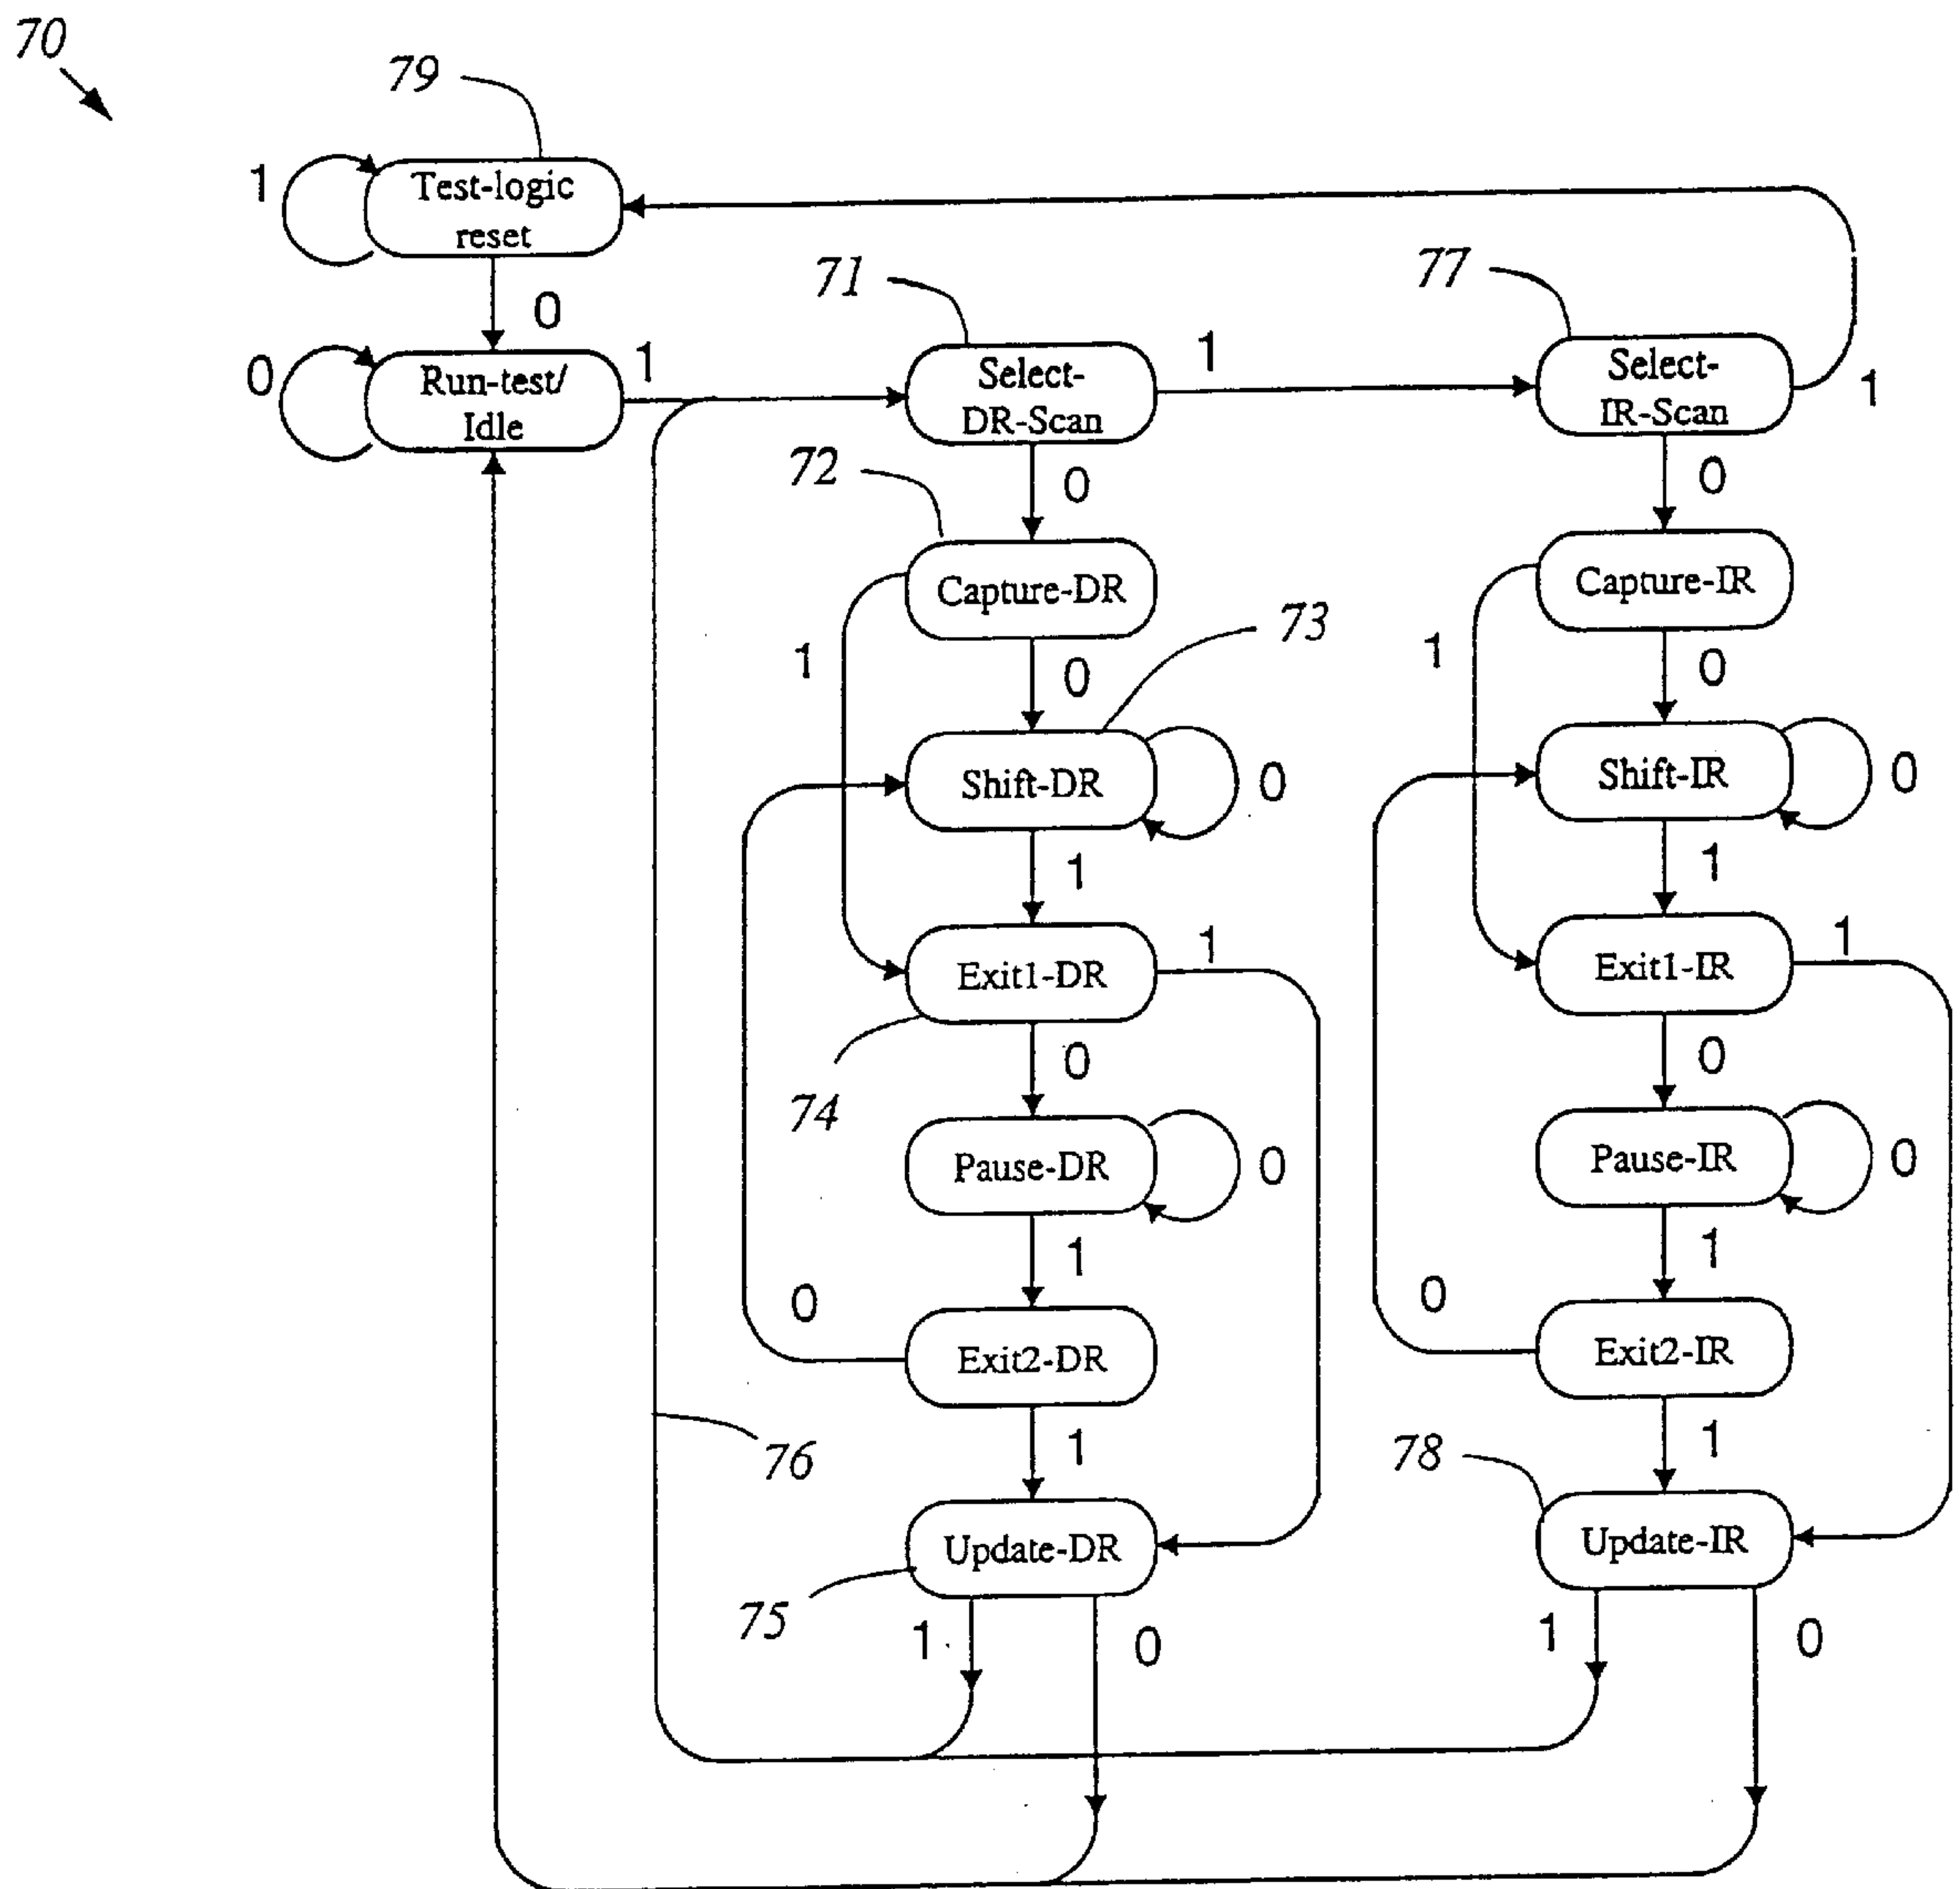 70
79
1
Test-logic
reset
0
71
77
0
Run-test/
Idle
1
Select-
DR-Scan
1
Select-
IR-Scan
1
72
0
0
Capture-DR
Capture-IR
73
1
0
1
0
Shift-DR
0
Shift-IR
0
1
1
Exit1-DR
1
Exit1-IR
1
74
0
0
Pause-DR
0
Pause-IR
0
1
1
0
0
Exit2-DR
Exit2-IR
76
1
78
1
Update-DR
Update-IR
75
1
0
1
0